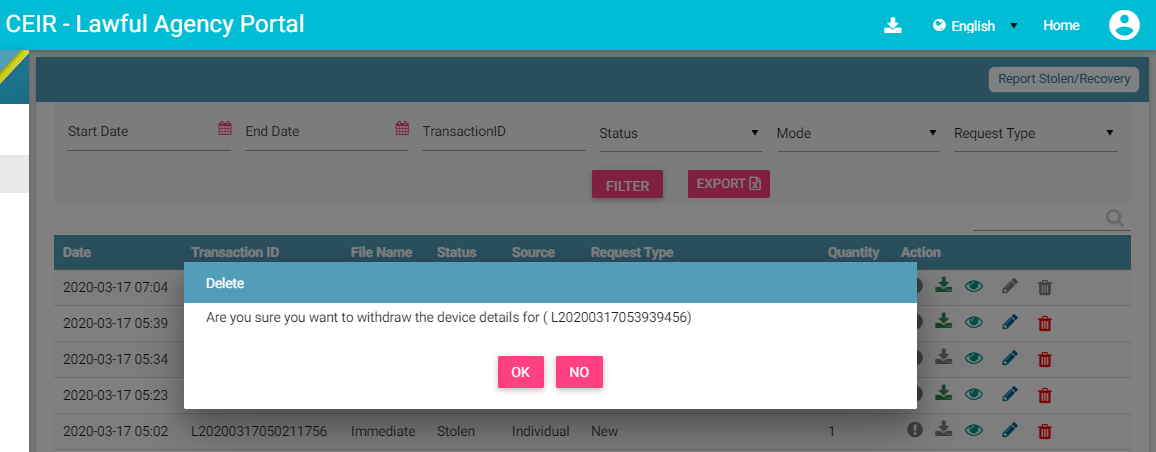 CEIR - Lawful Agency Portal
English
Home
Report Stolen/Recovery
Start Date
End Date
TransactionID
Status
Mode
Request Type
FILTER
EXPORT
Date Transaction ID File Name Status Source Request Type Quantity Action
2020-03-17 07:04
Delete
2020-03-17 05:39
Are you sure you want to withdraw the device details for ( L20200317053939456)
2020-03-17 05:34
OK NO
2020-03-17 05:23
2020-03-17 05:02 L20200317050211756 Immediate Stolen Individual New 1